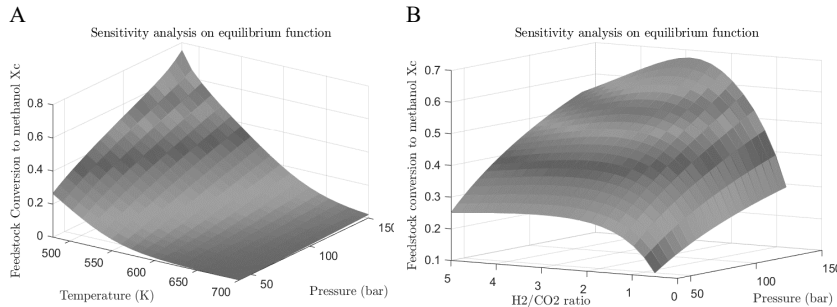 A
Sensitivity analysis on equilibrium function
Feedstock Conversion to methanol Xc
0.8
0.6
0.4
0.2
0
500
550
600
650
700
Temperature (K)
50
100
150
Pressure (bar)
B
Sensitivity analysis on equilibrium function
Feedstock conversion to methanol Xc
0.7
0.6
0.5
0.4
0.3
0.2
0.1
5
4
3
2
1
0
H2/CO2 ratio
50
100
150
Pressure (bar)